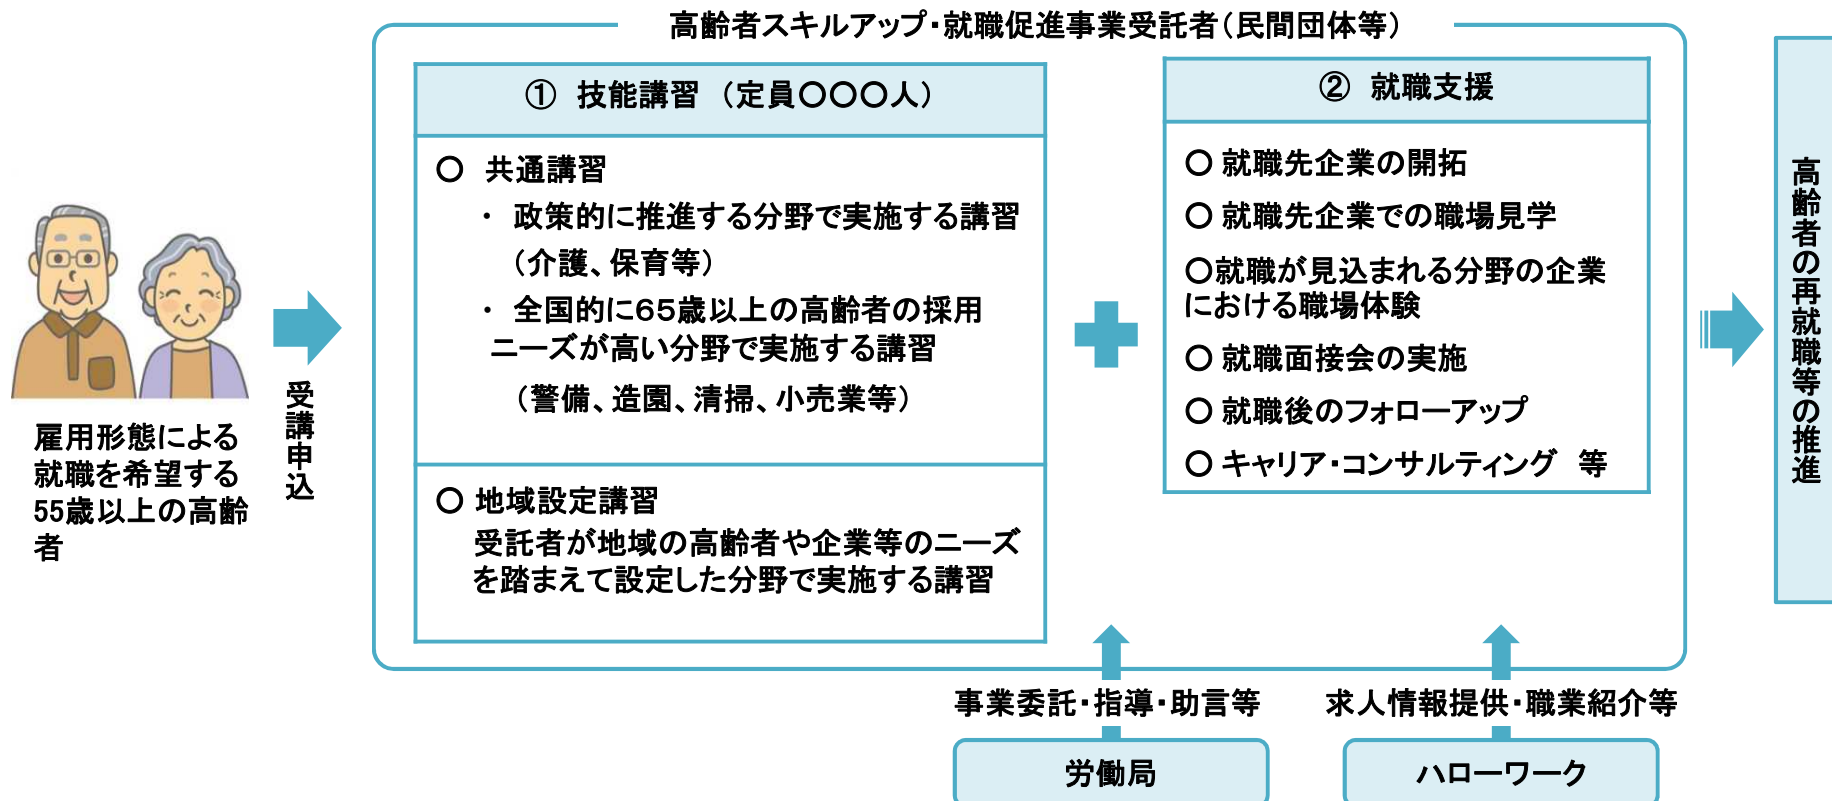 高齢者スキルアップ・就職促進事業受託者（民間団体等）
① 技能講習 （定員〇〇〇人）
〇 共通講習
・ 政策的に推進する分野で実施する講習
（介護、保育等）
・ 全国的に６５歳以上の高齢者の採用
ニーズが高い分野で実施する講習
（警備、造園、清掃、小売業等）
〇 地域設定講習
受託者が地域の高齢者や企業等のニーズ
を踏まえて設定した分野で実施する講習
② 就職支援
〇 就職先企業の開拓
〇 就職先企業での職場見学
〇就職が見込まれる分野の企業
における職場体験
〇 就職面接会の実施
〇 就職後のフォローアップ
〇 キャリア・コンサルティング 等
雇用形態による
就職を希望する
55歳以上の高齢
者
受講申込
高齢者の再就職等の推進
事業委託・指導・助言等
労働局
求人情報提供・職業紹介等
ハローワーク